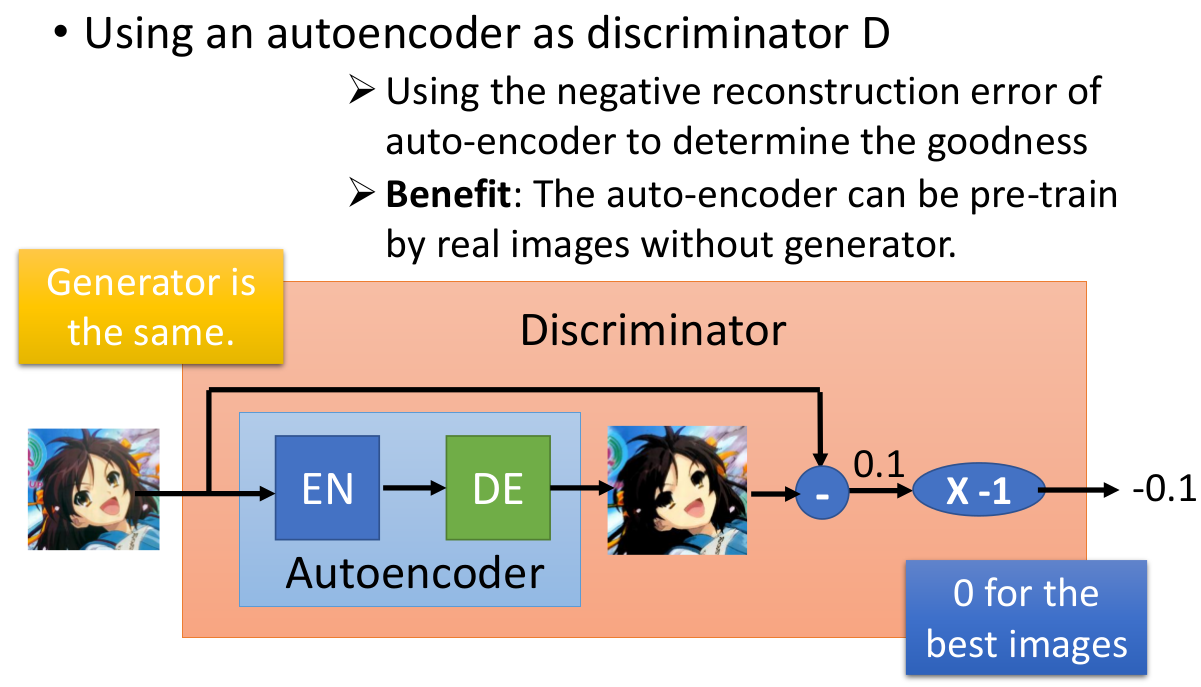 • Using an autoencoder as discriminator D
➢ Using the negative reconstruction error of
auto-encoder to determine the goodness
➢ Benefit: The auto-encoder can be pre-train
by real images without generator.
Generator is
the same.
Discriminator
EN
DE
Autoencoder
-
0.1
X -1
-0.1
0 for the
best images